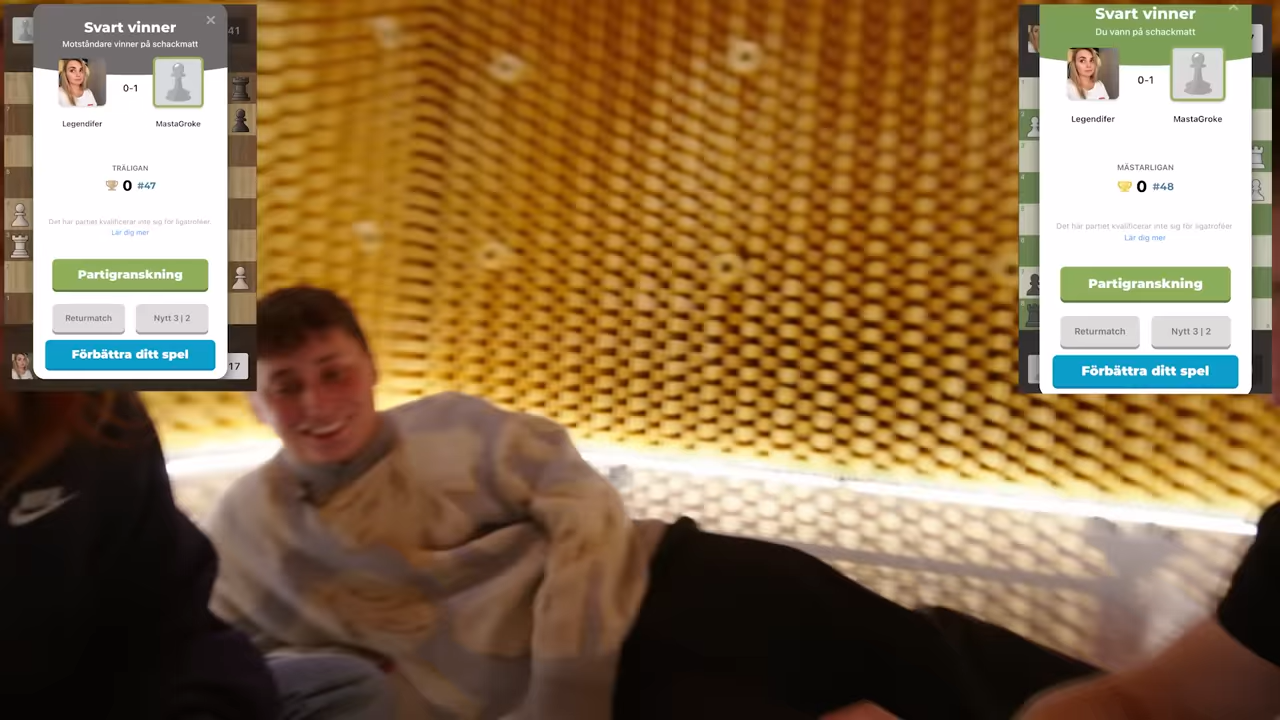 Svart vinner
Motståndare vinner på schackmatt
41
0-1
Legendifer
MastaGroke
TRÄLIGAN
0 #47
Det här partiet kvalificerar inte sig för ligatroféer.
Lär dig mer
Partigranskning
Returmatch
Nytt 3 | 2
Förbättra ditt spel
17
Svart vinner
Du vann på schackmatt
0-1
Legendifer
MastaGroke
MÄSTARLIGAN
0 #48
Det här partiet kvalificerar inte sig för ligatroféer.
Lär dig mer
Partigranskning
Returmatch
Nytt 3 | 2
Förbättra ditt spel